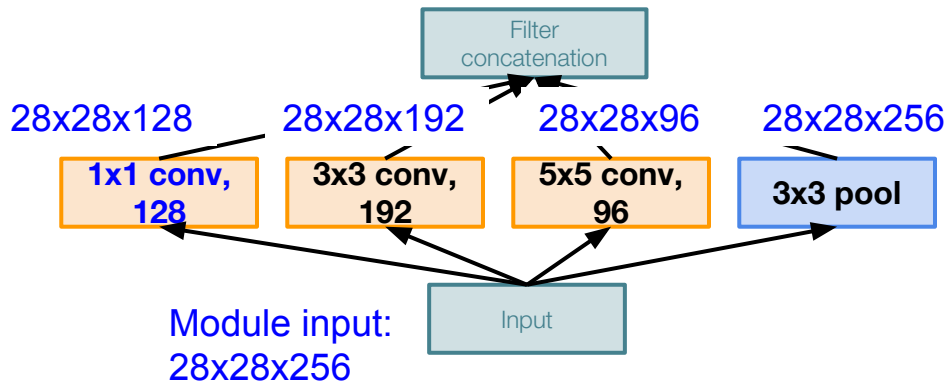 Filter
concatenation
28x28x128 28x28x192 28x28x96 28x28x256
1x1 conv,
128
3x3 conv,
192
5x5 conv,
96
3x3 pool
Input
Module input:
28x28x256